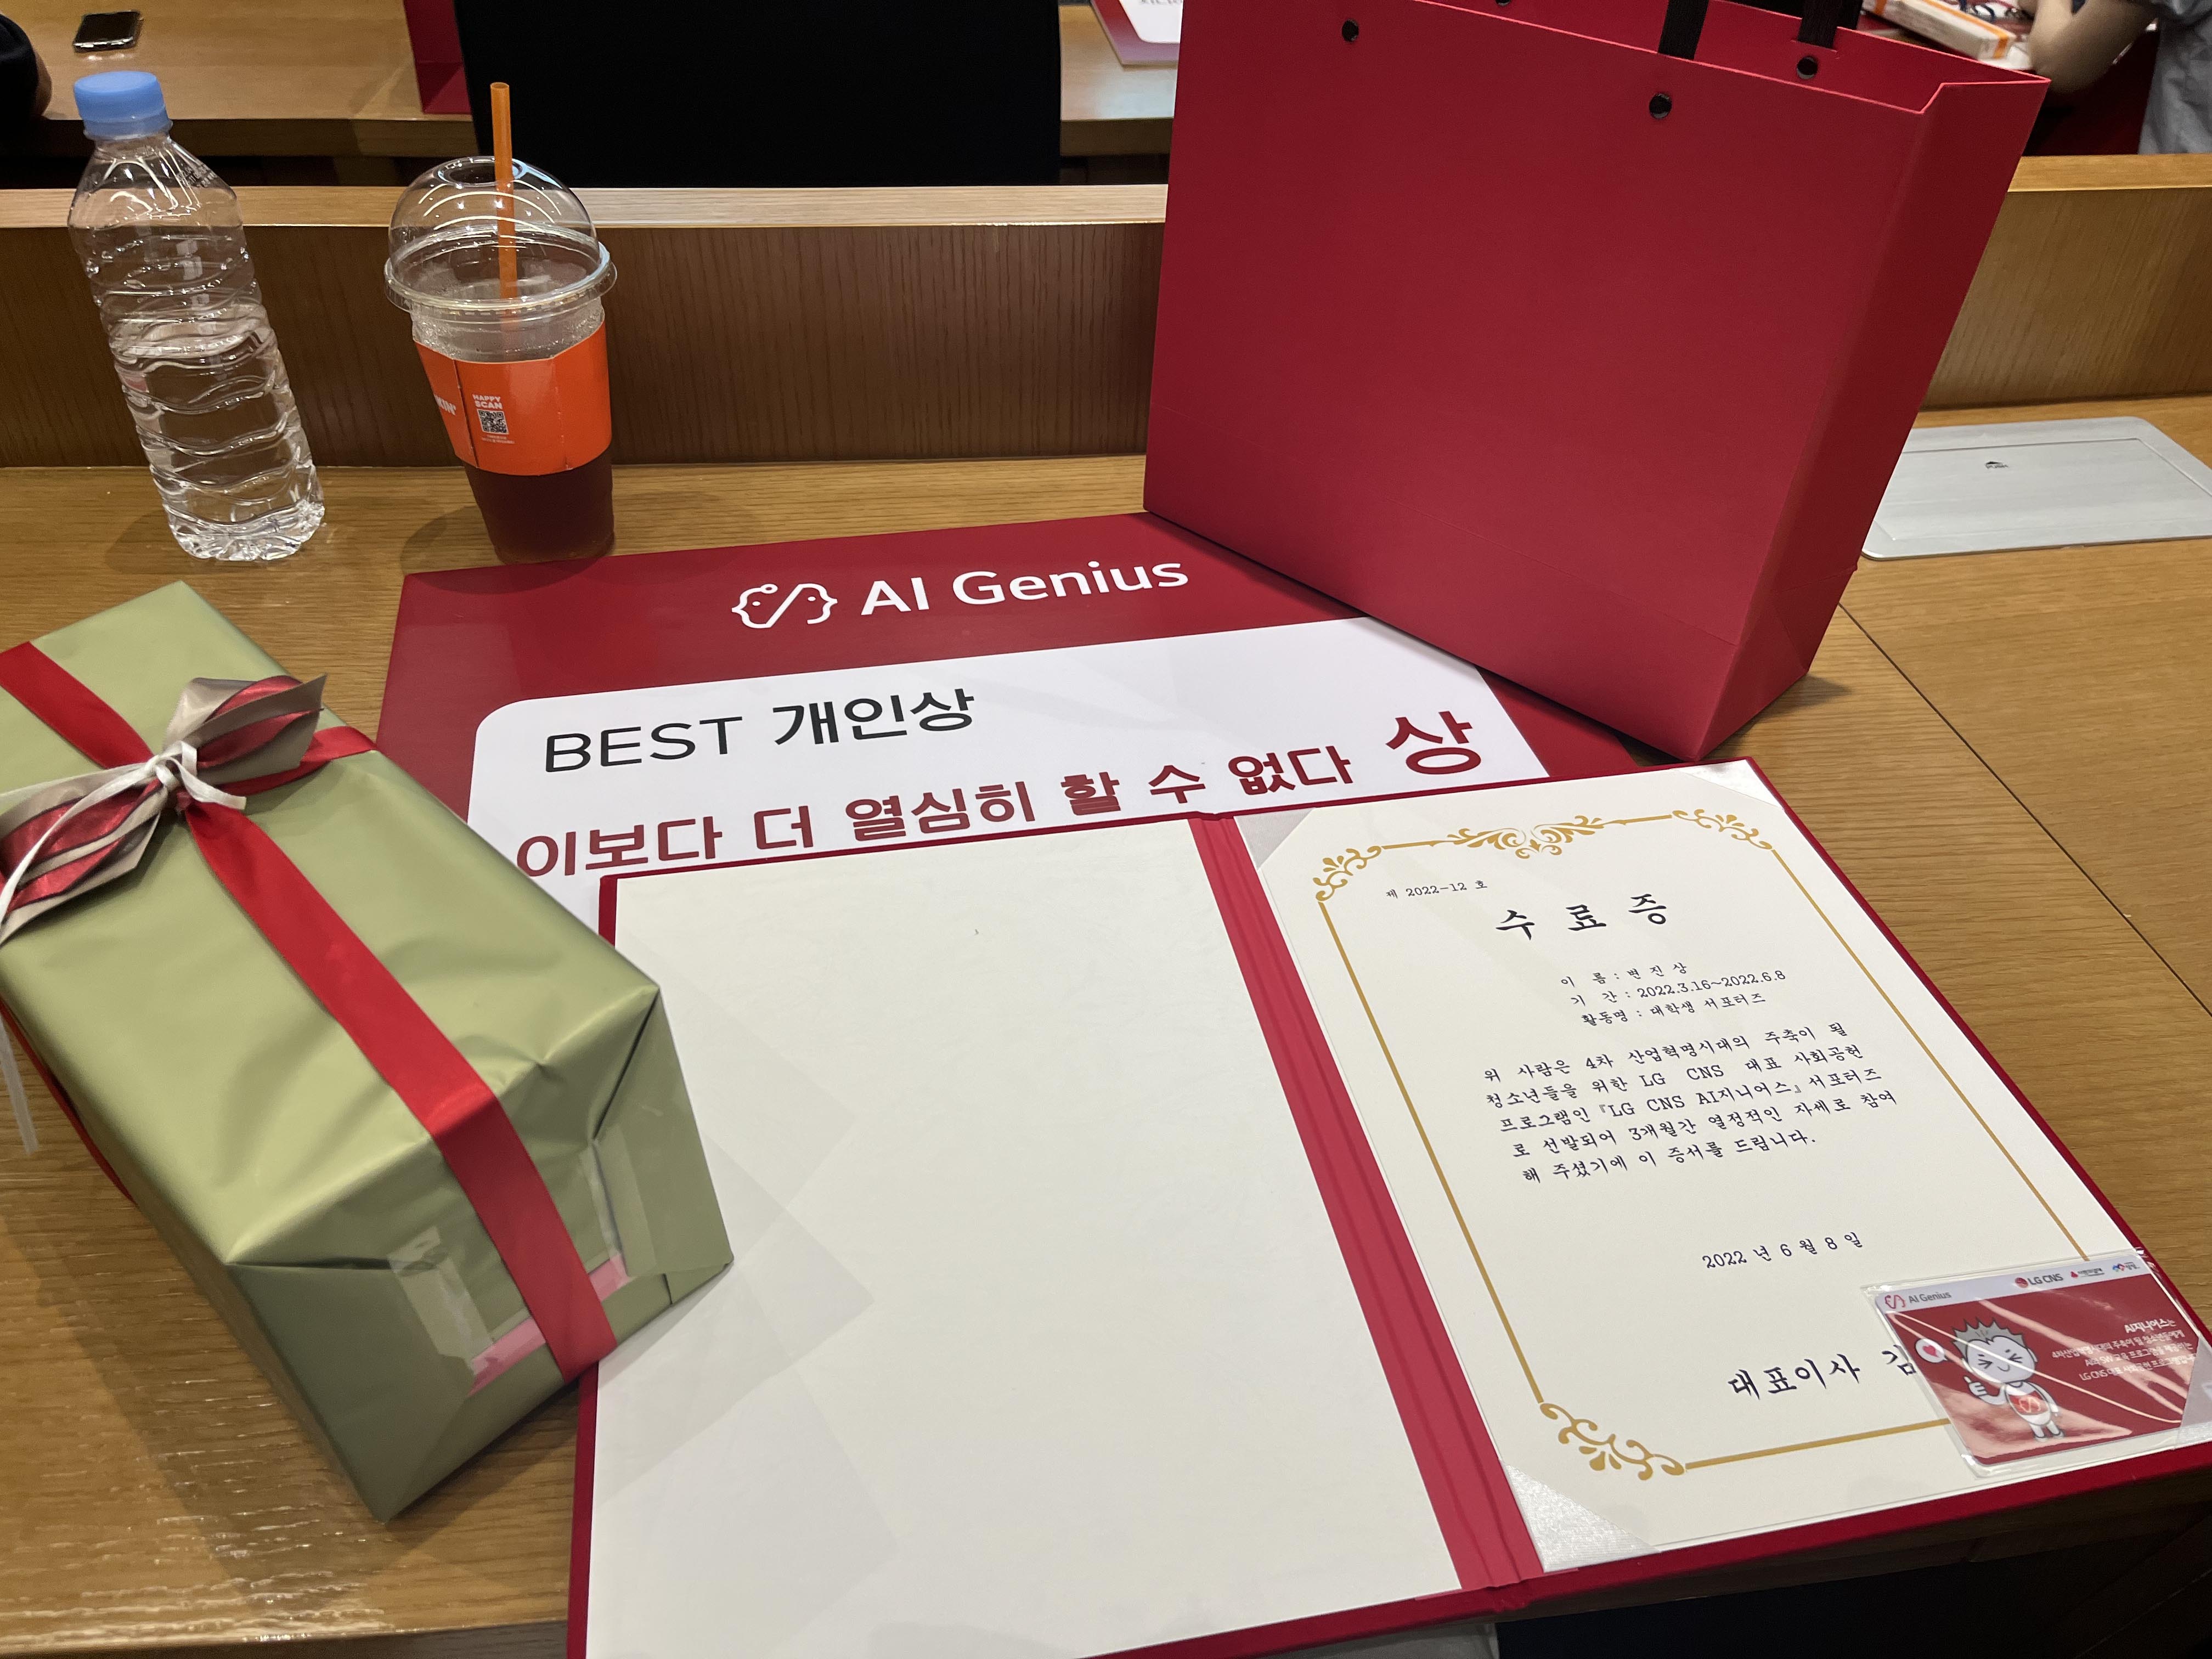 HAPPY
SCAN
AI Genius
BEST 개인상
이보다 더 열심히 할 수 없다 상
제 2022-12 호
수 료 증
이 름 : 변 진 상
기 간 : 2022.3.16~2022.6.8
활동명 : 대학생 서포터즈
위 사람은 4차 산업혁명시대의 주축이 될
청소년들을 위한 LG CNS 대표 사회공헌
프로그램인 『LG CNS AI지니어스』 서포터즈
로 선발되어 3개월간 열정적인 자세로 참여
해 주셨기에 이 증서를 드립니다.
2022 년 6 월 8 일
대표이사 김
AI Genius
LG CNS
AI지니어스는